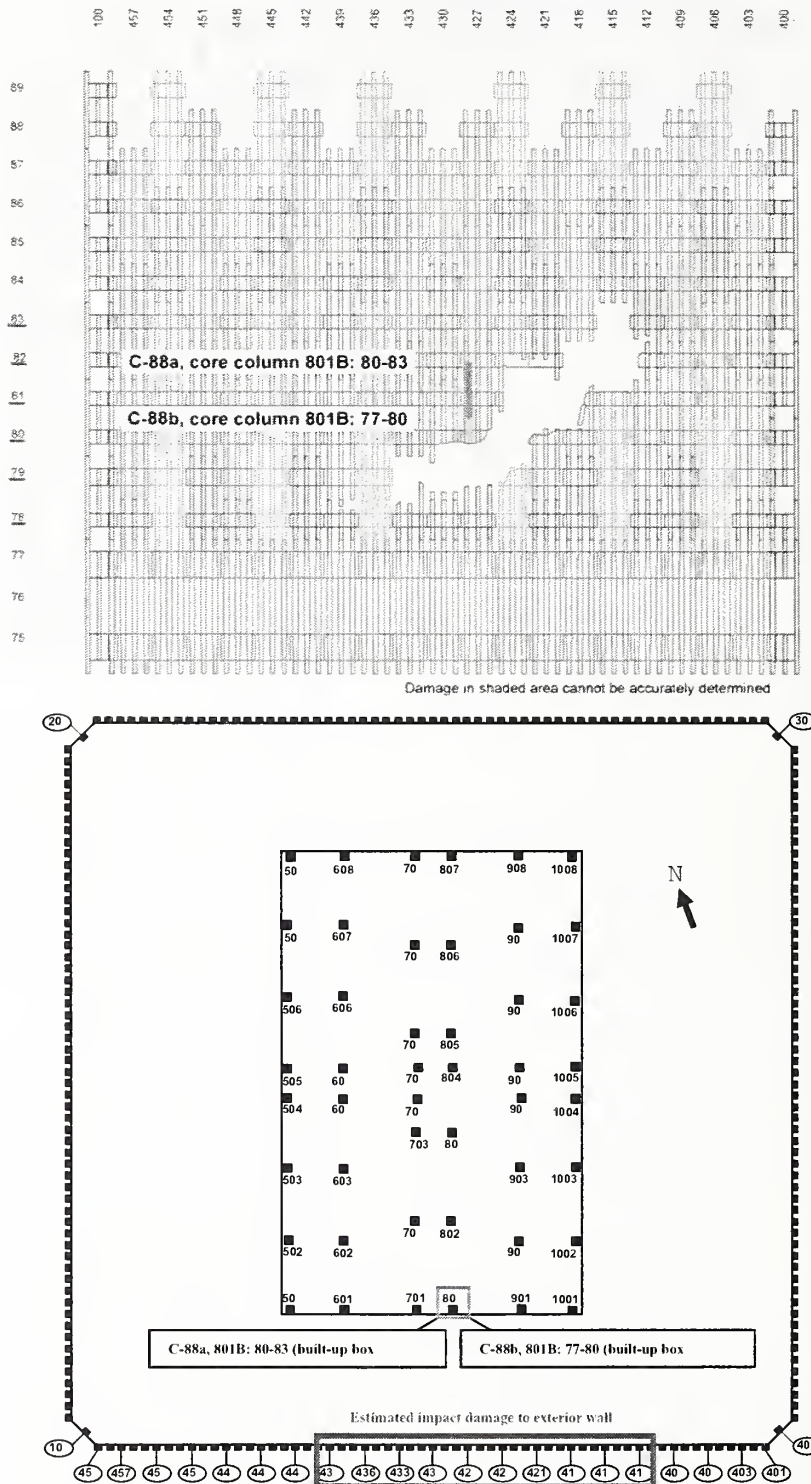 100 457 454 451 448 445 442 439 436 433 430 427 424 421 418 415 412 409 406 403 400
89
88
87
86
85
84
83
82
C-88a, core column 801B: 80-83
81
C-88b, core column 801B: 77-80
80
79
78
77
76
75
Damage in shaded area cannot be accurately determined
20 30
50 608 70 807 908 1008
N
50 607 70 806 90 1007
506 606 70 805 90 1006
505 60 70 804 90 1005
504 60 70 90 1004
703 80
503 603 903 1003
502 602 70 802 90 1002
50 601 701 80 901 1001
C-88a, 801B: 80-83 (built-up box
C-88b, 801B: 77-80 (built-up box
Estimated impact damage to exterior wall
10 40
45 457 45 45 44 44 44 43 436 433 43 42 42 421 41 41 41 40 40 403 401